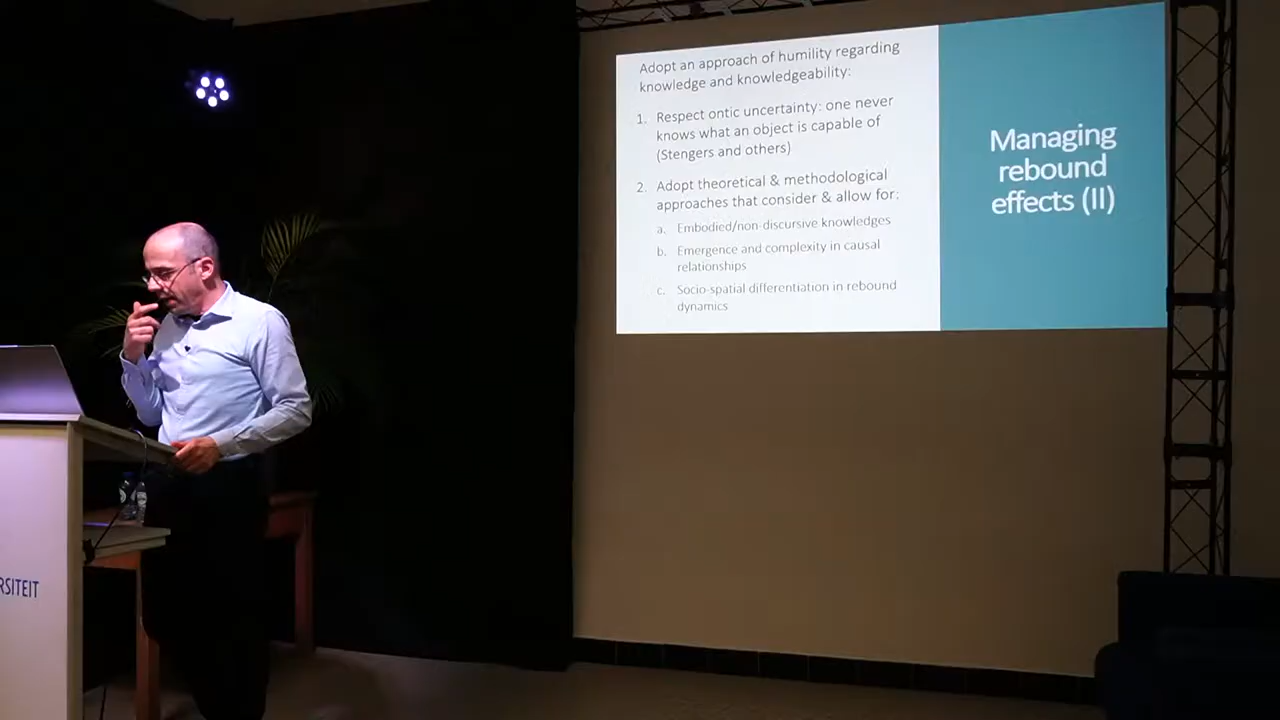 Adopt an approach of humility regarding
knowledge and knowledgeability:
1. Respect ontic uncertainty: one never
knows what an object is capable of
(Stengers and others)
2. Adopt theoretical & methodological
approaches that consider & allow for:
a. Embodied/non-discursive knowledges
b. Emergence and complexity in causal
relationships
c. Socio-spatial differentiation in rebound
dynamics
Managing
rebound
effects (II)
RSITEIT